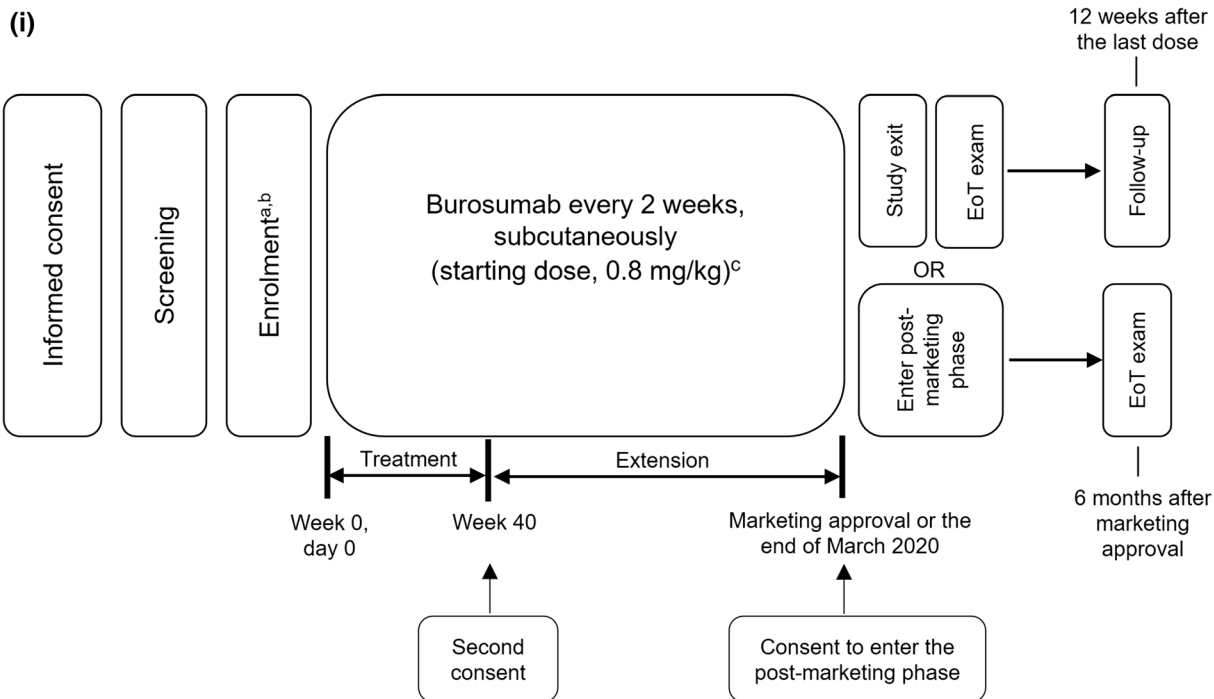 (i)
12 weeks after
the last dose
Informed consent
Screening
Enrolmentᵃ,ᵇ
Burosumab every 2 weeks,
subcutaneously
(starting dose, 0.8 mg/kg)ᶜ
Study exit
EoT exam
Follow-up
OR
Enter post-
marketing
phase
EoT exam
Treatment
Extension
Week 0,
day 0
Week 40
Marketing approval or the
end of March 2020
6 months after
marketing
approval
Second
consent
Consent to enter the
post-marketing phase